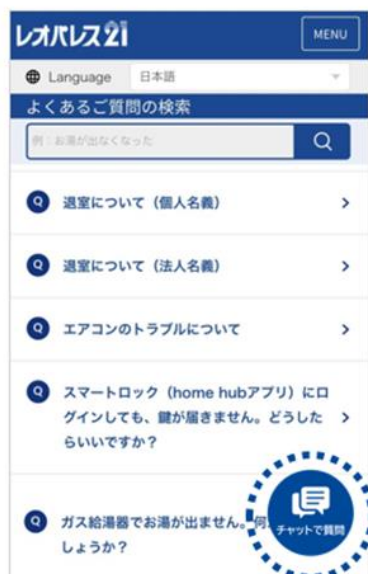 レオパレス21
MENU
Language 日本語
よくあるご質問の検索
例：お湯が出なくなった
Q 退室について（個人名義）
Q 退室について（法人名義）
Q エアコンのトラブルについて
Q スマートロック（home hubアプリ）にロ
グインしても、鍵が届きません。どうした
らいいですか？
Q ガス給湯器でお湯が出ません。何
しょうか？
チャットで質問